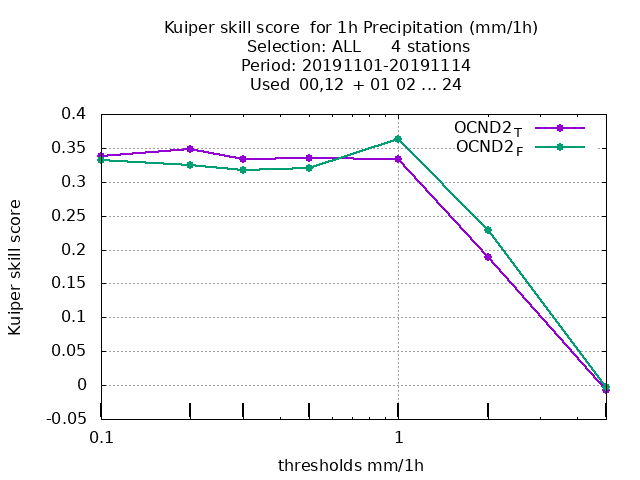 Kuiper skill score  for 1h Precipitation (mm/1h)
Selection: ALL      4 stations
Period: 20191101-20191114
Used  00,12  + 01 02 ... 24
OCND2_T
OCND2_F
0.4
0.35
0.3
0.25
0.2
0.15
0.1
0.05
0
-0.05
Kuiper skill score
0.1
1
thresholds mm/1h